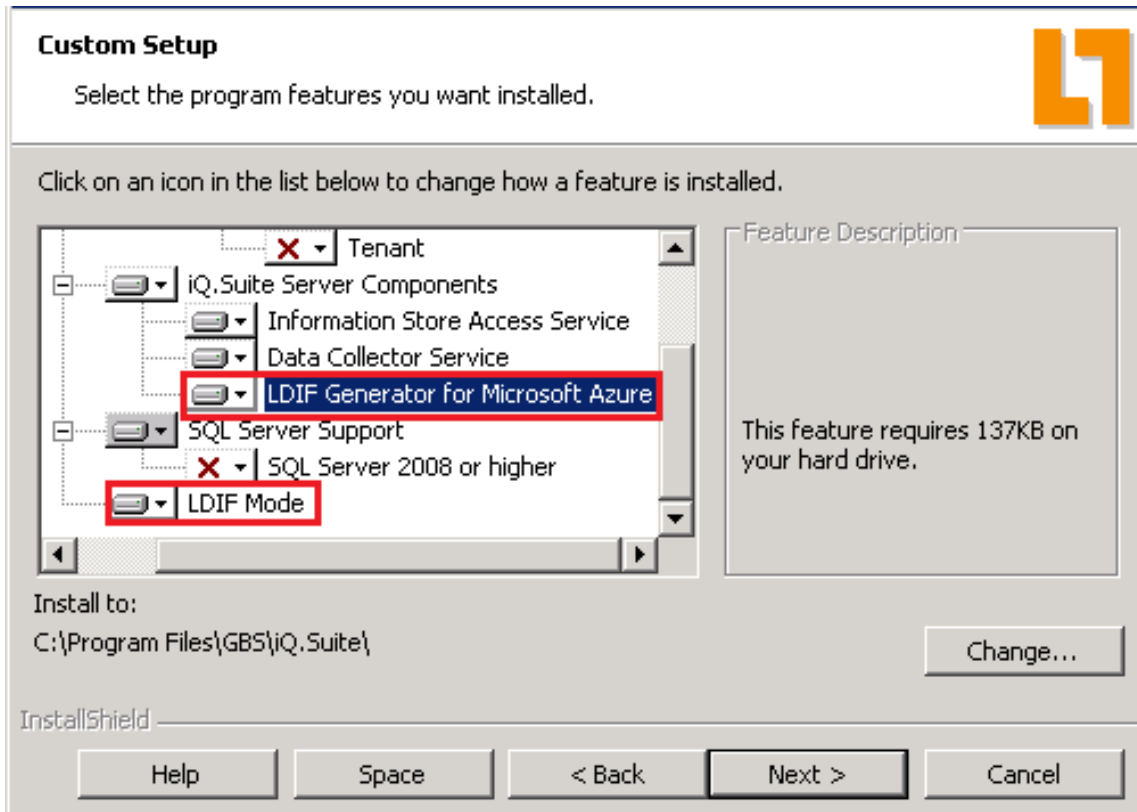 Custom Setup
Select the program features you want installed.
Click on an icon in the list below to change how a feature is installed.
Tenant
iQ.Suite Server Components
Information Store Access Service
Data Collector Service
LDIF Generator for Microsoft Azure
SQL Server Support
SQL Server 2008 or higher
LDIF Mode
Feature Description
This feature requires 137KB on
your hard drive.
Install to:
C:\Program Files\GBS\iQ.Suite\
Change...
InstallShield
Help
Space
< Back
Next >
Cancel